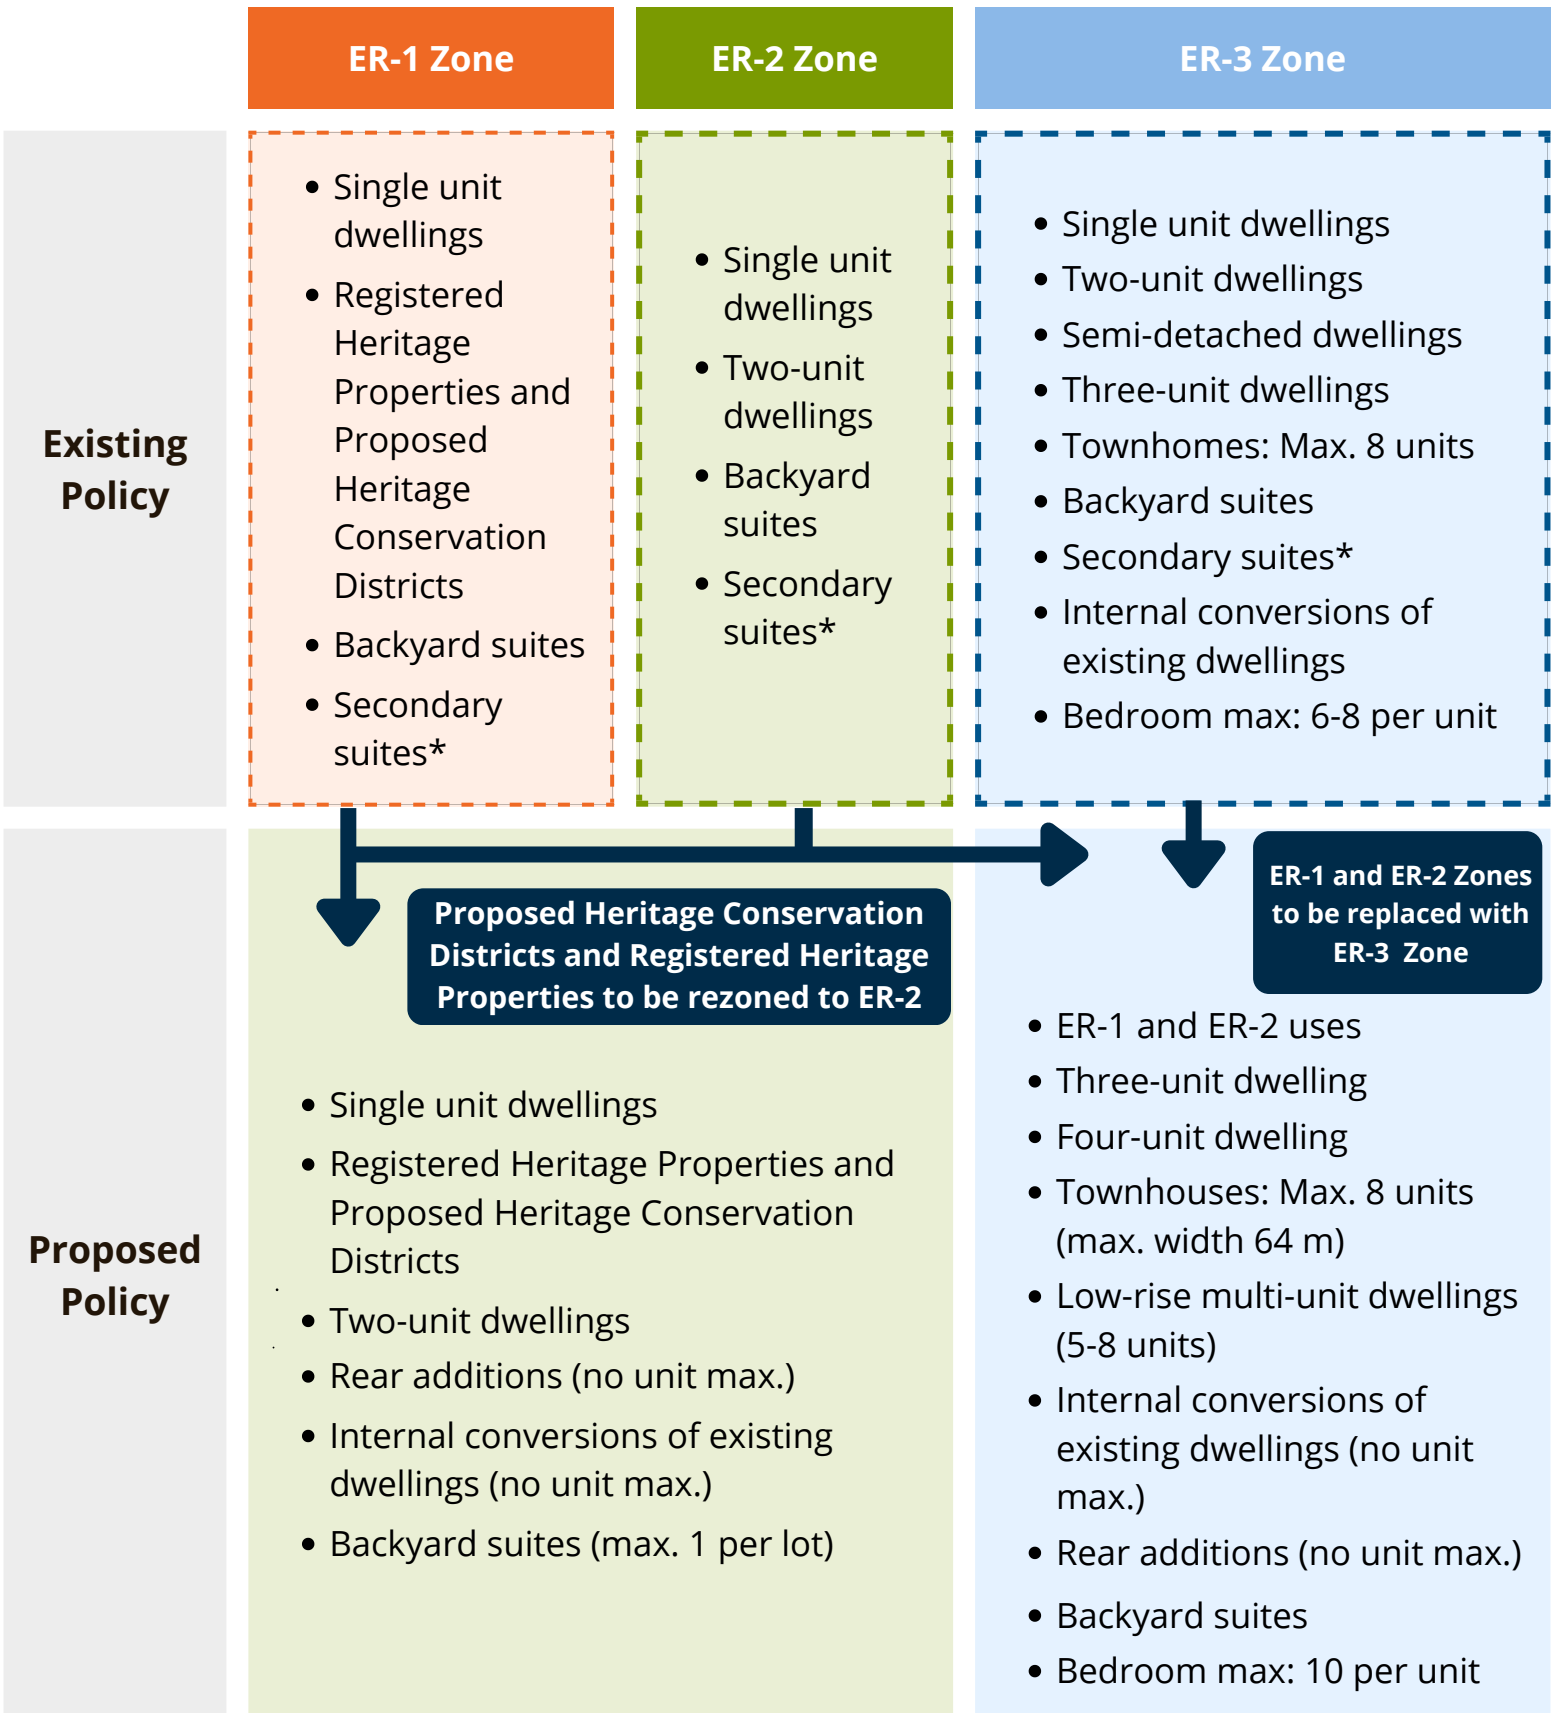 ER-1 Zone
ER-2 Zone
ER-3 Zone
Existing
Policy
• Single unit
dwellings
• Registered
Heritage
Properties and
Proposed
Heritage
Conservation
Districts
• Backyard suites
• Secondary
suites*
• Single unit
dwellings
• Two-unit
dwellings
• Backyard
suites
• Secondary
suites*
• Single unit dwellings
• Two-unit dwellings
• Semi-detached dwellings
• Three-unit dwellings
• Townhomes: Max. 8 units
• Backyard suites
• Secondary suites*
• Internal conversions of
existing dwellings
• Bedroom max: 6-8 per unit
Proposed
Policy
Proposed Heritage Conservation
Districts and Registered Heritage
Properties to be rezoned to ER-2
• Single unit dwellings
• Registered Heritage Properties and
Proposed Heritage Conservation
Districts
• Two-unit dwellings
• Rear additions (no unit max.)
• Internal conversions of existing
dwellings (no unit max.)
• Backyard suites (max. 1 per lot)
ER-1 and ER-2 Zones
to be replaced with
ER-3 Zone
• ER-1 and ER-2 uses
• Three-unit dwelling
• Four-unit dwelling
• Townhouses: Max. 8 units
(max. width 64 m)
• Low-rise multi-unit dwellings
(5-8 units)
• Internal conversions of
existing dwellings (no unit
max.)
• Rear additions (no unit max.)
• Backyard suites
• Bedroom max: 10 per unit